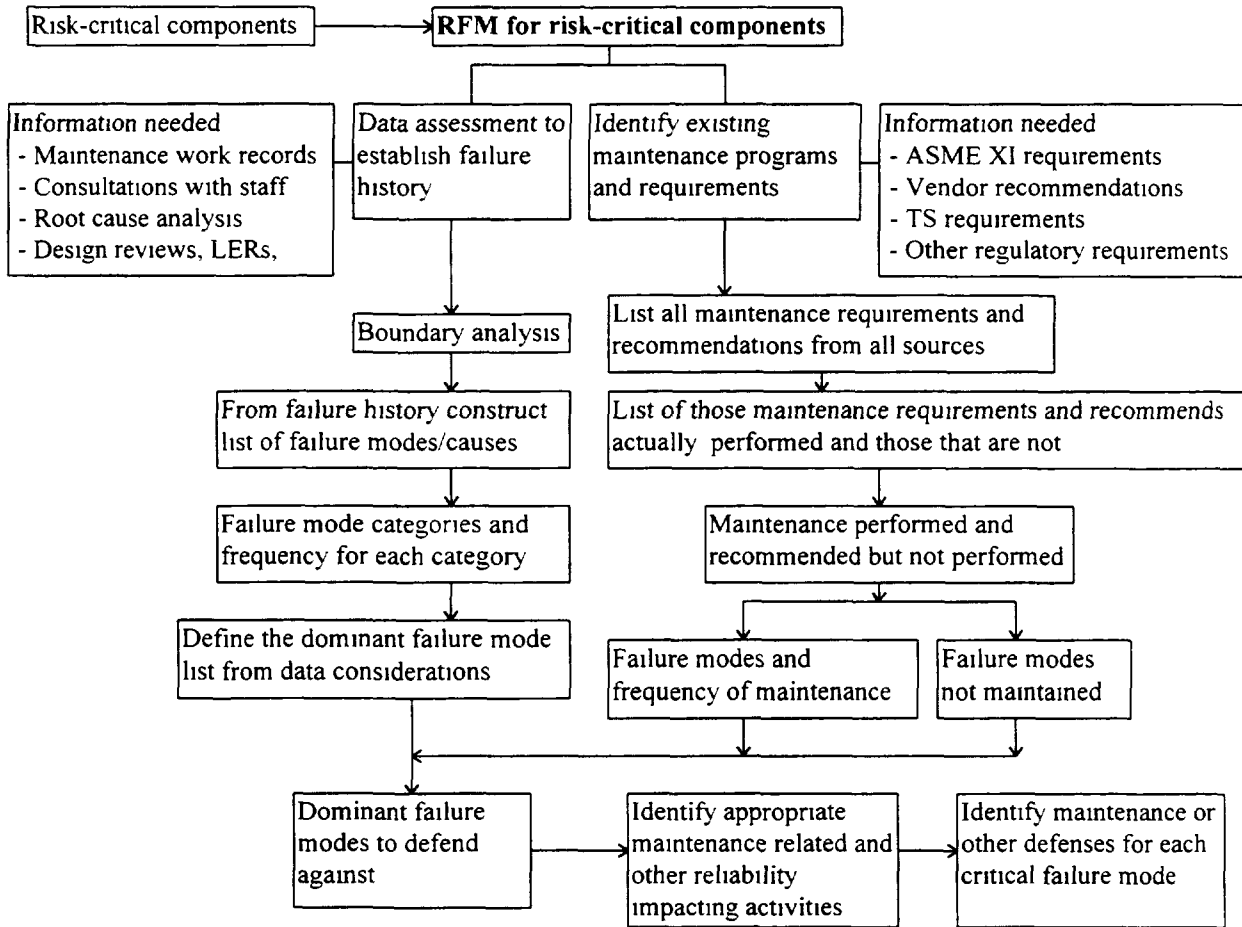 Risk-critical components
RFM for risk-critical components
Information needed
- Maintenance work records
- Consultations with staff
- Root cause analysis
- Design reviews, LERs,
Data assessment to
establish failure
history
Identify existing
maintenance programs
and requirements
Information needed
- ASME XI requirements
- Vendor recommendations
- TS requirements
- Other regulatory requirements
Boundary analysis
List all maintenance requirements and
recommendations from all sources
From failure history construct
list of failure modes/causes
List of those maintenance requirements and recommends
actually performed and those that are not
Failure mode categories and
frequency for each category
Maintenance performed and
recommended but not performed
Define the dominant failure mode
list from data considerations
Failure modes and
frequency of maintenance
Failure modes
not maintained
Dominant failure
modes to defend
against
Identify appropriate
maintenance related and
other reliability
impacting activities
Identify maintenance or
other defenses for each
critical failure mode